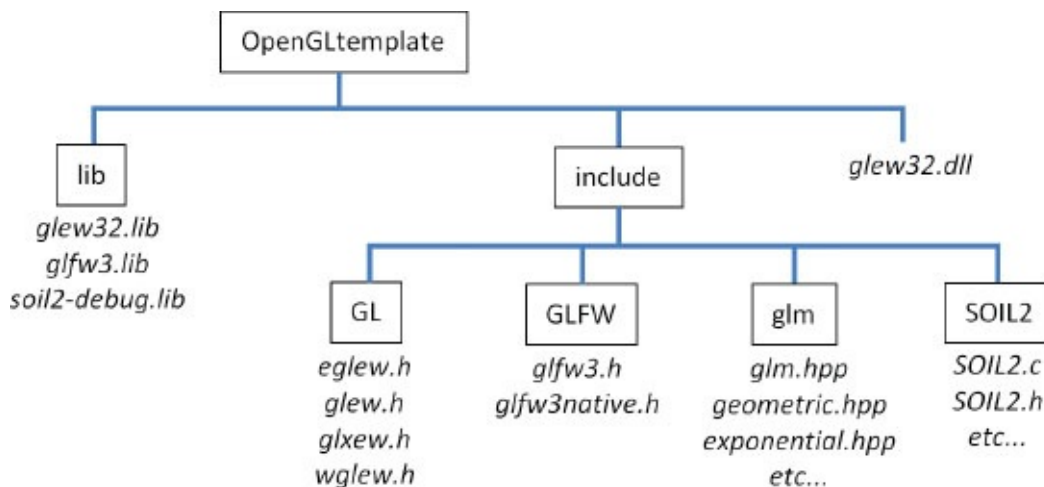 OpenGLtemplate
lib
include
glew32.dll
glew32.lib
glfw3.lib
soil2-debug.lib
GL
GLFW
glm
SOIL2
eglew.h
glew.h
glxew.h
wglew.h
glfw3.h
glfw3native.h
glm.hpp
geometric.hpp
exponential.hpp
etc...
SOIL2.c
SOIL2.h
etc...